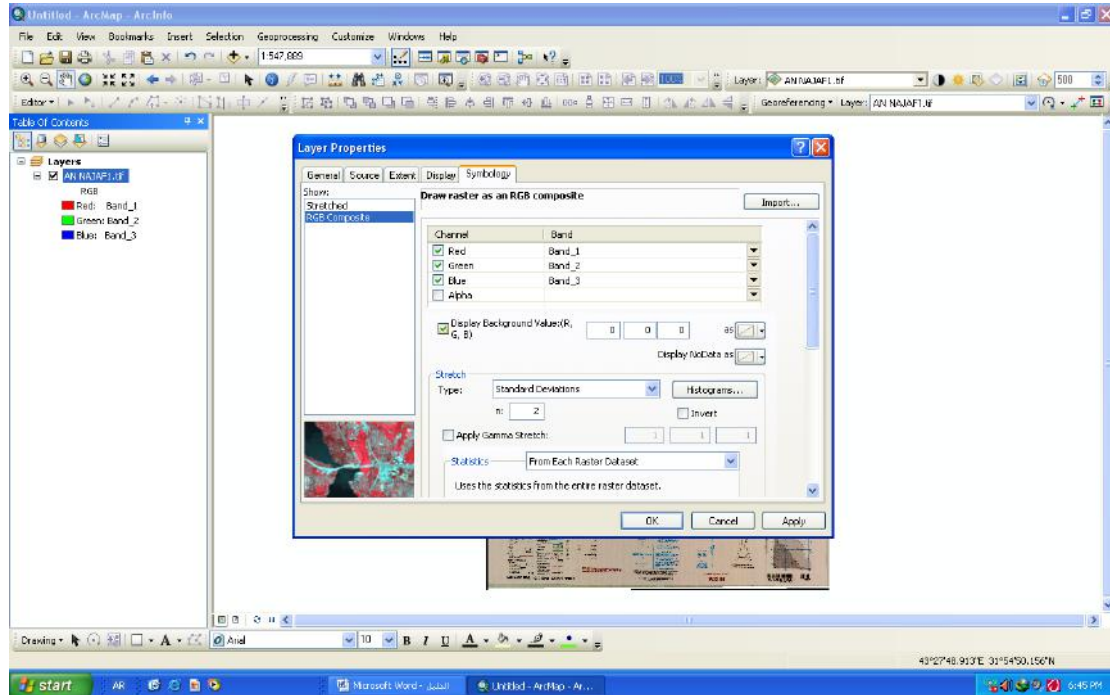 Untitled - ArcMap - ArcInfo
File Edit View Bookmarks Insert Selection Geoprocessing Customize Windows Help
1:547,889
100% Layer: AN NAJAF1.tif 500
Editor Georeferencing Layer: AN NAJAF1.tif
Table Of Contents
Layers
AN NAJAF1.tif
RGB
Red: Band_1
Green: Band_2
Blue: Band_3
Layer Properties
General Source Extent Display Symbology
Show:
Stretched
RGB Composite
Draw raster as an RGB composite
Import...
Channel Band
Red Band_1
Green Band_2
Blue Band_3
Alpha
Display Background Value:(R, G, B) 0 0 0 as
Display NoData as
Stretch
Type: Standard Deviations Histograms...
n: 2 Invert
Apply Gamma Stretch: 1 1 1
Statistics From Each Raster Dataset
Uses the statistics from the entire raster dataset.
OK Cancel Apply
Drawing A Arial 10 B I U A
43°27'48.913"E 31°54'50.156"N
start AR Microsoft Word - الدليل Untitled - ArcMap - Ar... 6:45 PM